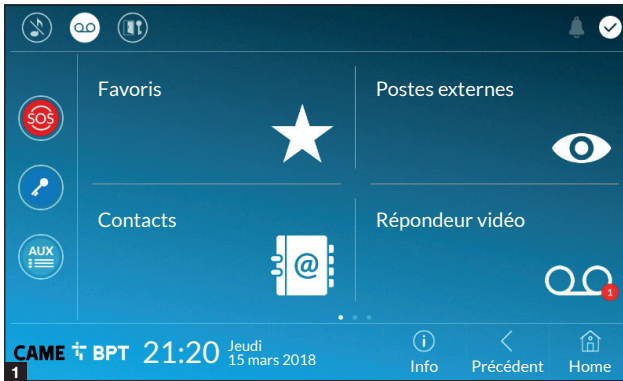 Favoris
Postes externes
SOS
Contacts
Répondeur vidéo
@
AUX
1
CAME BPT 21:20 Jeudi
15 mars 2018
Info
Précédent
Home
1